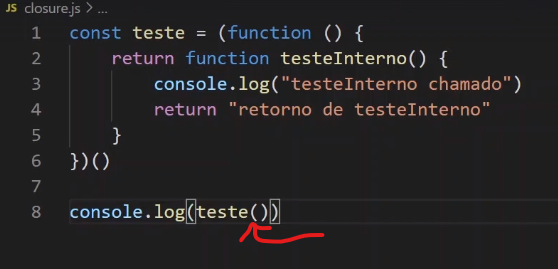 JS closure.js > ...
1 const teste = (function () {
2     return function testeInterno() {
3         console.log("testeInterno chamado")
4         return "retorno de testeInterno"
5     }
6 })()
7
8 console.log(teste())